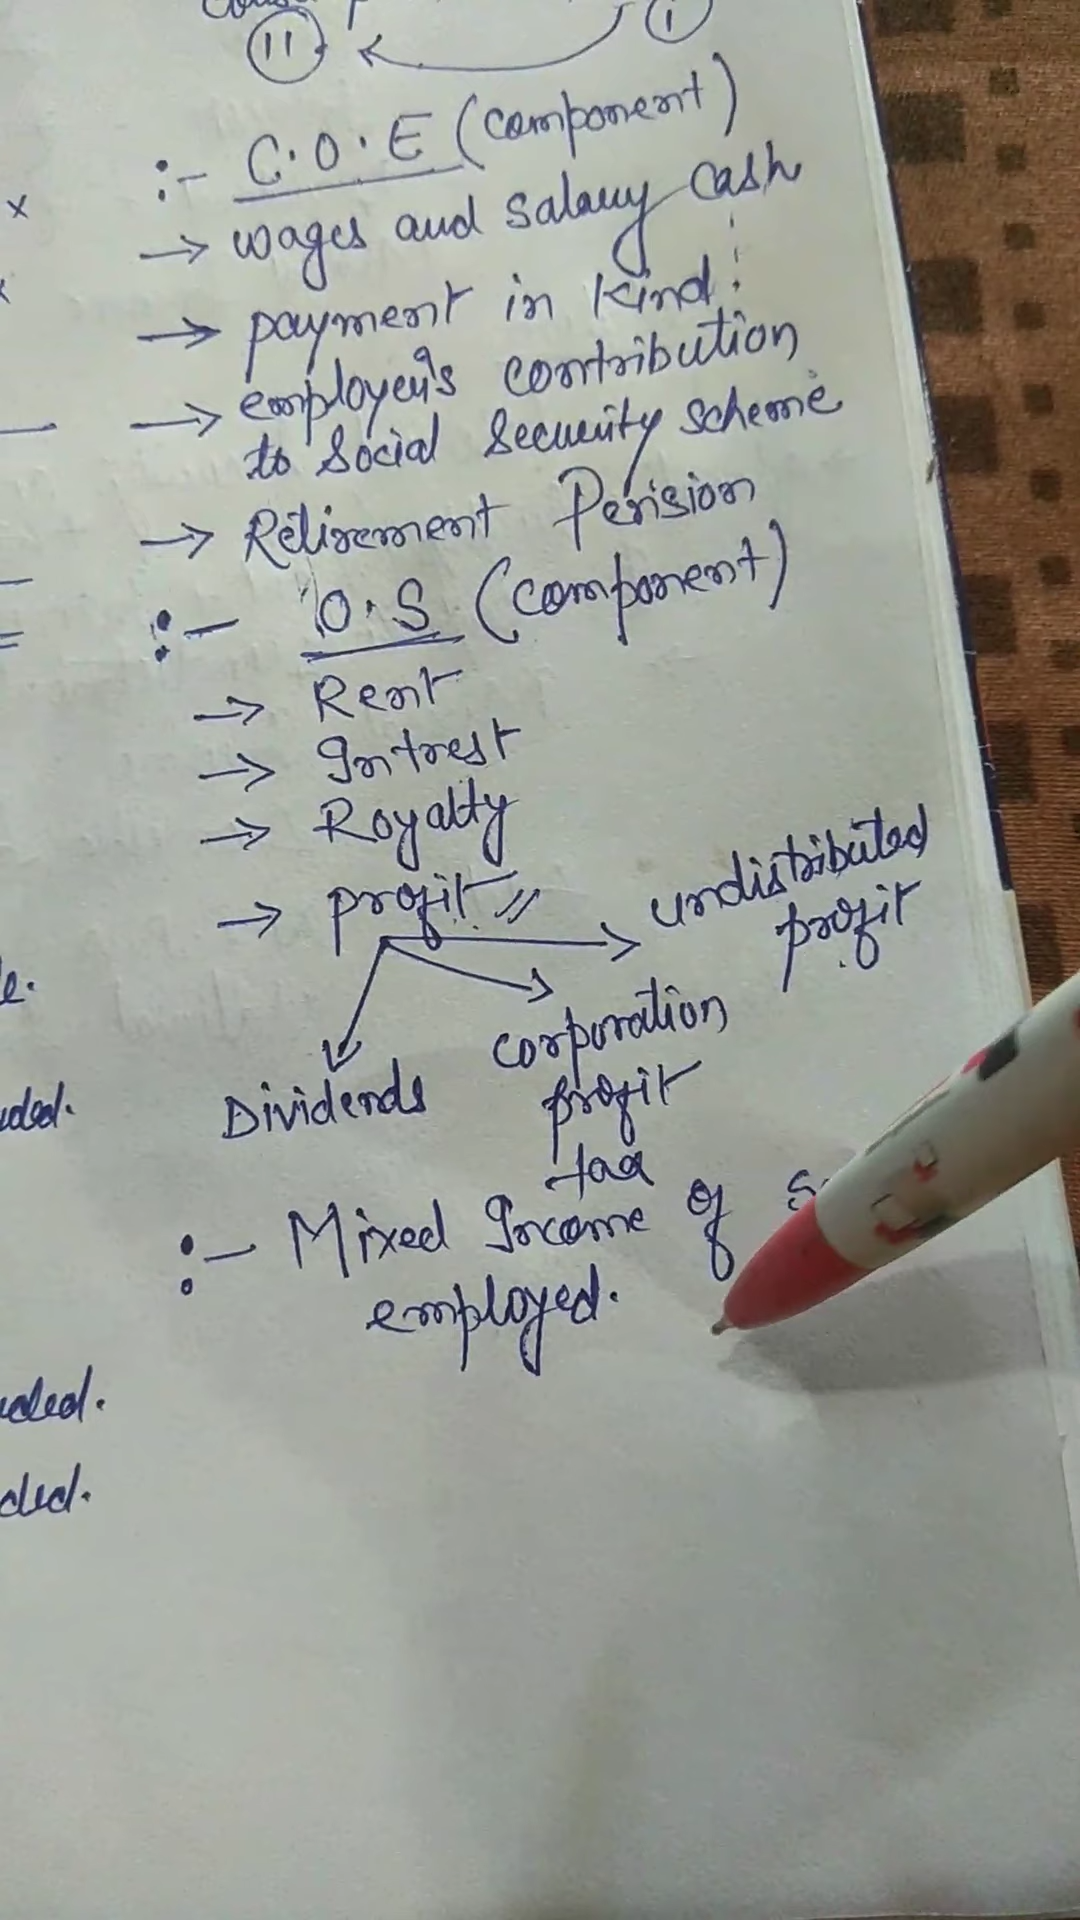 11
1
:- C.O.E (component)
x
→ wages and salary cash
→ payment in kind
→ employer's contribution
to Social Security scheme
→ Retirement Pension
:- O.S (component)
→ Rent
→ Intrest
→ Royalty
→ profit
undistributed
profit
corporation
profit
tax
Dividends
:- Mixed Income of
employed.